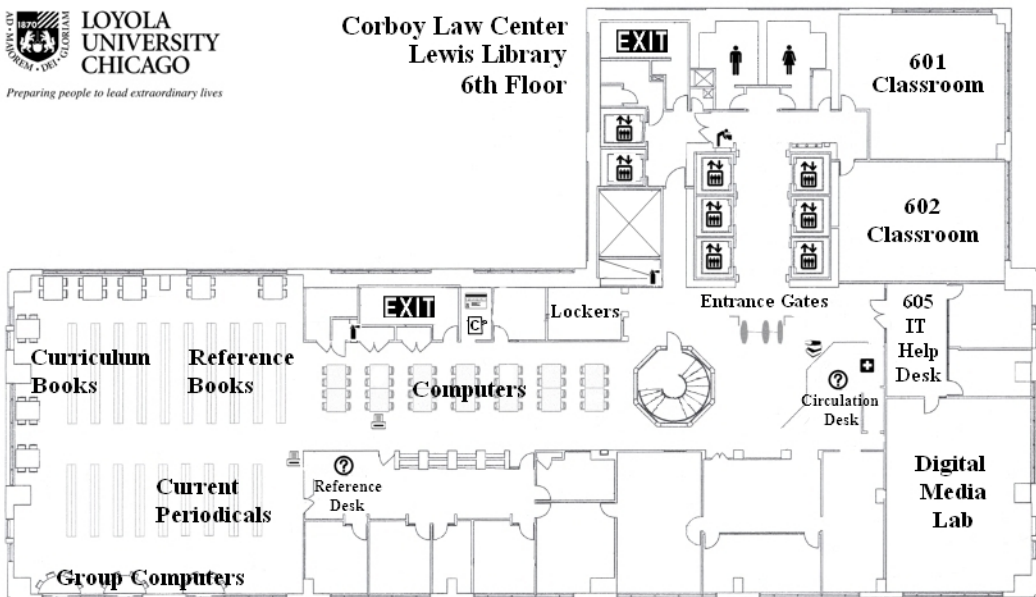 AD • MAJOREM • DEI • GLORIAM
1870
LOYOLA
UNIVERSITY
CHICAGO
Preparing people to lead extraordinary lives
Corboy Law Center
Lewis Library
6th Floor
EXIT
601
Classroom
602
Classroom
EXIT
C
Lockers
Entrance Gates
605
IT
Help
Desk
Curriculum
Books
Reference
Books
Computers
?
Circulation
Desk
?
Reference
Desk
Current
Periodicals
Digital
Media
Lab
Group Computers